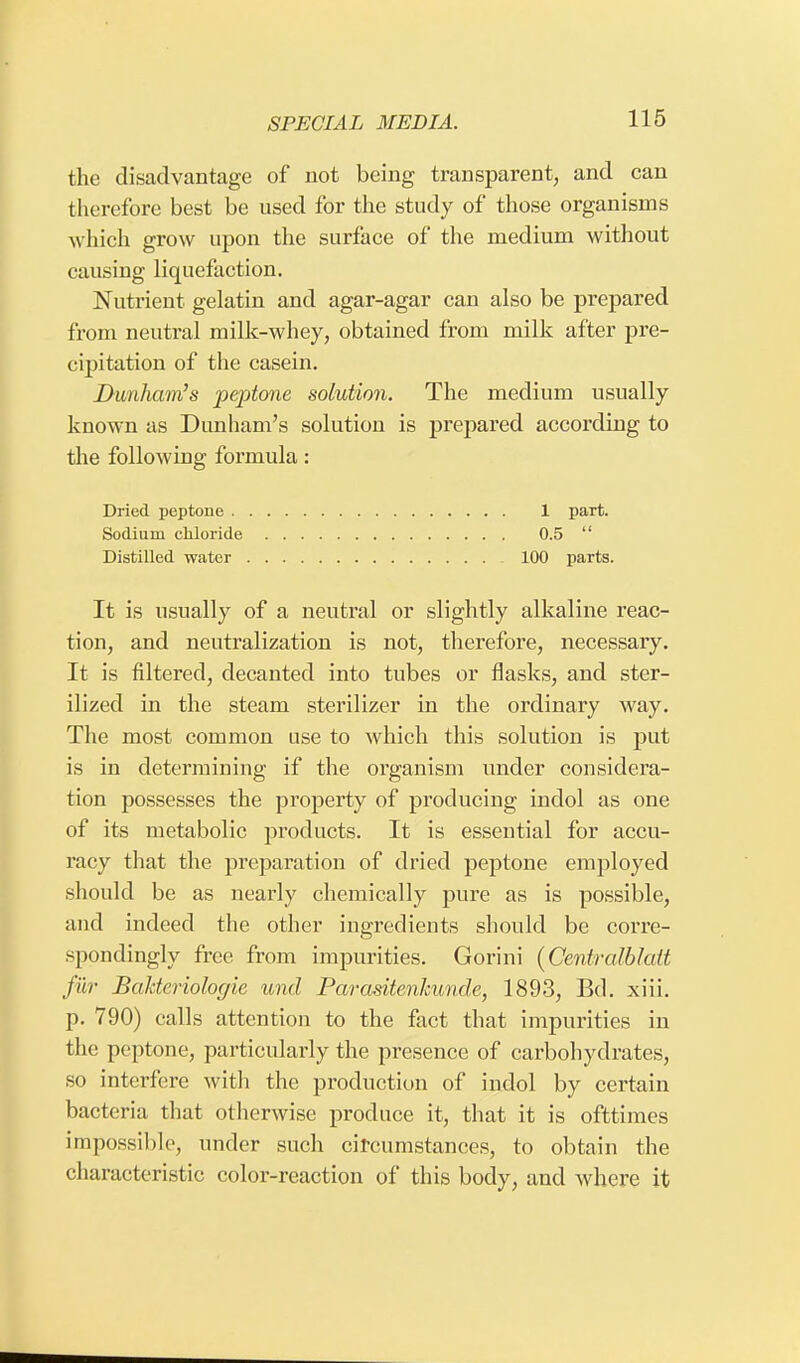 SPECIAL MEDIA. 115
the disadvantage of not being transparent, and can
therefore best be used for the study of those organisms
which grow upon the surface of the medium without
causing liquefaction.
Nutrient gelatin and agar-agar can also be prepared
from neutral milk-whey, obtained from milk after pre-
cipitation of the casein.
Dunham's peptone solution. The medium usually
known as Dunham's solution is prepared according to
the following formula :
Dried peptone . . . . . . . . . . . . . . . . 1 part.
Sodium chloride . . . . . . . . . . . . . . 0.5 "
Distilled water . . . . . . . . . . . . . . 100 parts.
It is usually of a neutral or slightly alkaline reac-
tion, and neutralization is not, therefore, necessary.
It is filtered, decanted into tubes or flasks, and ster-
ilized in the steam sterilizer in the ordinary way.
The most common use to which this solution is put
is in determining if the organism under considera-
tion possesses the property of producing indol as one
of its metabolic products. It is essential for accu-
racy that the preparation of dried peptone employed
should be as nearly chemically pure as is possible,
and indeed the other ingredients should be corre-
spondingly free from impurities. Gorini (Centralblatt
für Bakteriologie und Parasitenkunde, 1893, Bd. xiii.
p. 790) calls attention to the fact that impurities in
the peptone, particularly the presence of carbohydrates,
so interfere with the production of indol by certain
bacteria that otherwise produce it, that it is ofttimes
impossible, under such circumstances, to obtain the
characteristic color-reaction of this body, and where it